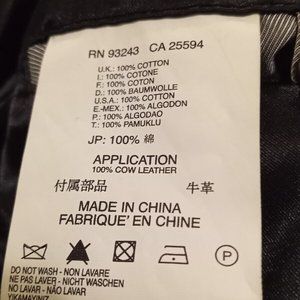 RN 93243 CA 25594
U.K.: 100% COTTON
I.: 100% COTONE
F.: 100% COTON
D.: 100% BAUMWOLLE
U.S.A.: 100% COTTON
E.-MEX.: 100% ALGODON
P.: 100% ALGODAO
T.: 100% PAMUKLU
JP: 100% 綿
APPLICATION
100% COW LEATHER
付属部品 牛革
MADE IN CHINA
FABRIQUE' EN CHINE
P
DO NOT WASH - NON LAVARE
NE PAS LAVER - NICHT WASCHEN
NO LAVAR - NÃO LAVAR
YIKAMAYINIZ